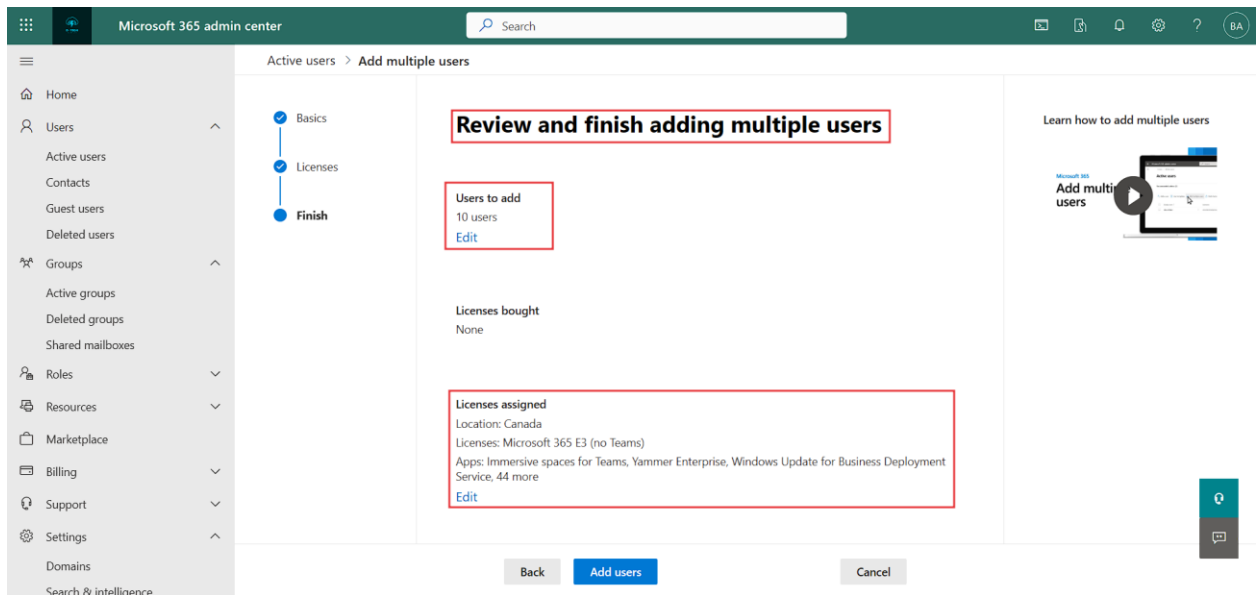 Microsoft 365 admin center
Search
BA
Active users > Add multiple users
Home
Users
Active users
Contacts
Guest users
Deleted users
Groups
Active groups
Deleted groups
Shared mailboxes
Roles
Resources
Marketplace
Billing
Support
Settings
Domains
Search & intelligence
Basics
Licenses
Finish
Review and finish adding multiple users
Users to add
10 users
Edit
Licenses bought
None
Licenses assigned
Location: Canada
Licenses: Microsoft 365 E3 (no Teams)
Apps: Immersive spaces for Teams, Yammer Enterprise, Windows Update for Business Deployment
Service, 44 more
Edit
Back
Add users
Cancel
Learn how to add multiple users
Microsoft 365
Add multi
users